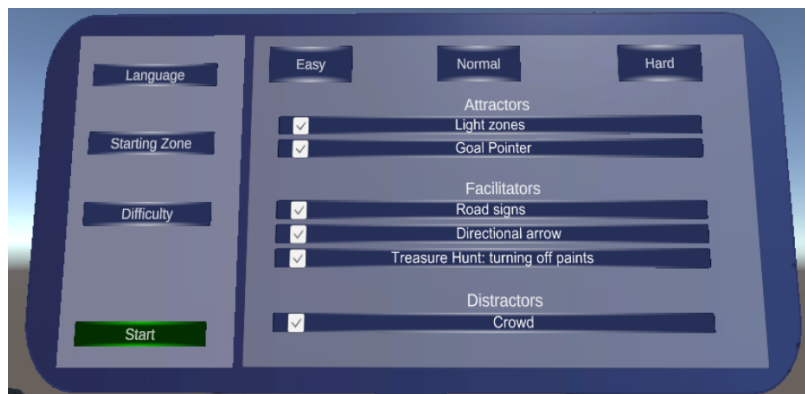 Language
Starting Zone
Difficulty
Start
Easy
Normal
Hard
Attractors
Light zones
Goal Pointer
Facilitators
Road signs
Directional arrow
Treasure Hunt: turning off paints
Distractors
Crowd